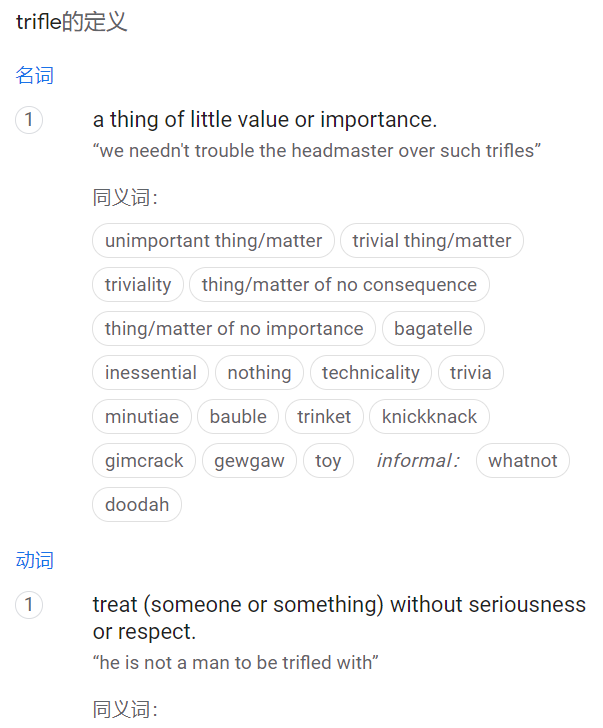 trifle的定义
名词
1 a thing of little value or importance.
“we needn't trouble the headmaster over such trifles”
同义词：
unimportant thing/matter trivial thing/matter
triviality thing/matter of no consequence
thing/matter of no importance bagatelle
inessential nothing technicality trivia
minutiae bauble trinket knickknack
gimcrack gewgaw toy informal： whatnot
doodah
动词
1 treat (someone or something) without seriousness
or respect.
“he is not a man to be trifled with”
同义词：